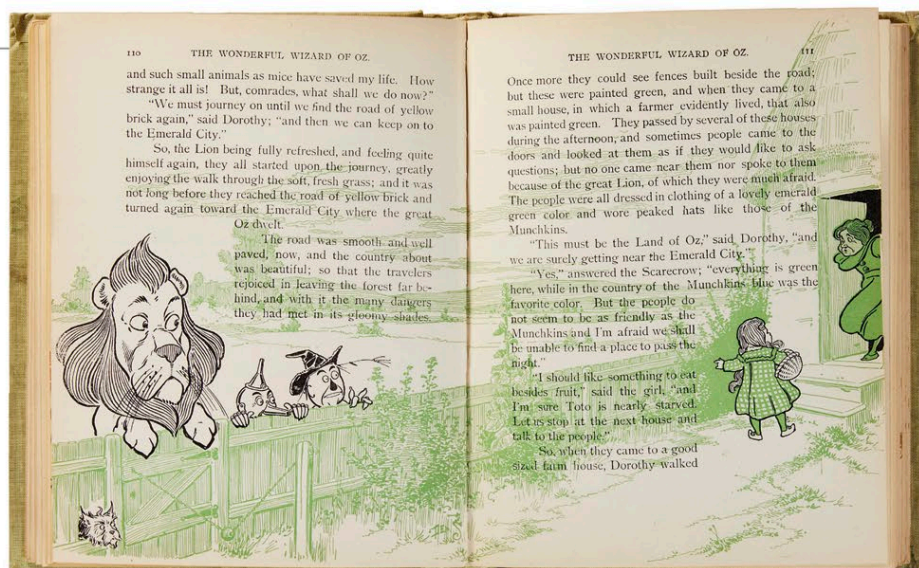 110 THE WONDERFUL WIZARD OF OZ.
and such small animals as mice have saved my life. How
strange it all is! But, comrades, what shall we do now?"
"We must journey on until we find the road of yellow
brick again," said Dorothy; "and then we can keep on to
the Emerald City."
So, the Lion being fully refreshed, and feeling quite
himself again, they all started upon the journey, greatly
enjoying the walk through the soft, fresh grass; and it was
not long before they reached the road of yellow brick and
turned again toward the Emerald City where the great
Oz dwelt.
The road was smooth and well
paved, now, and the country about
was beautiful; so that the travelers
rejoiced in leaving the forest far be-
hind, and with it the many dangers
they had met in its gloomy shades.
THE WONDERFUL WIZARD OF OZ. 111
Once more they could see fences built beside the road;
but these were painted green, and when they came to a
small house, in which a farmer evidently lived, that also
was painted green. They passed by several of these houses
during the afternoon, and sometimes people came to the
doors and looked at them as if they would like to ask
questions; but no one came near them nor spoke to them
because of the great Lion, of which they were much afraid.
The people were all dressed in clothing of a lovely emerald
green color and wore peaked hats like those of the
Munchkins.
"This must be the Land of Oz," said Dorothy, "and
we are surely getting near the Emerald City."
"Yes," answered the Scarecrow; "everything is green
here, while in the country of the Munchkins blue was the
favorite color. But the people do
not seem to be as friendly as the
Munchkins and I'm afraid we shall
be unable to find a place to pass the
night."
"I should like something to eat
besides fruit," said the girl, "and
I'm sure Toto is nearly starved.
Let us stop at the next house and
talk to the people."
So, when they came to a good
sized farm house, Dorothy walked